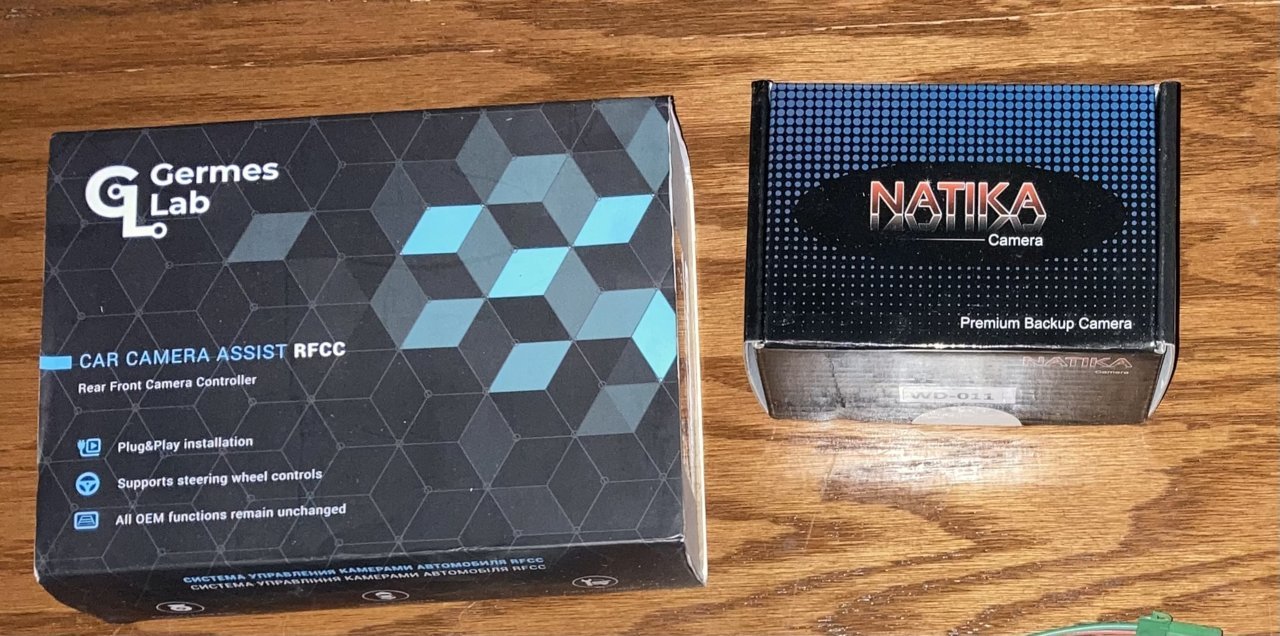 GL Germes
Lab
CAR CAMERA ASSIST RFCC
Rear Front Camera Controller
Plug&Play installation
Supports steering wheel controls
All OEM functions remain unchanged
СИСТЕМА УПРАВЛЕНИЯ КАМЕРАМИ АВТОМОБИЛЯ RFCC
СИСТЕМА УПРАВЛІННЯ КАМЕРАМИ АВТОМОБІЛЯ RFCC
NATIKA
Camera
Premium Backup Camera
NATIKA
Camera
WD-011